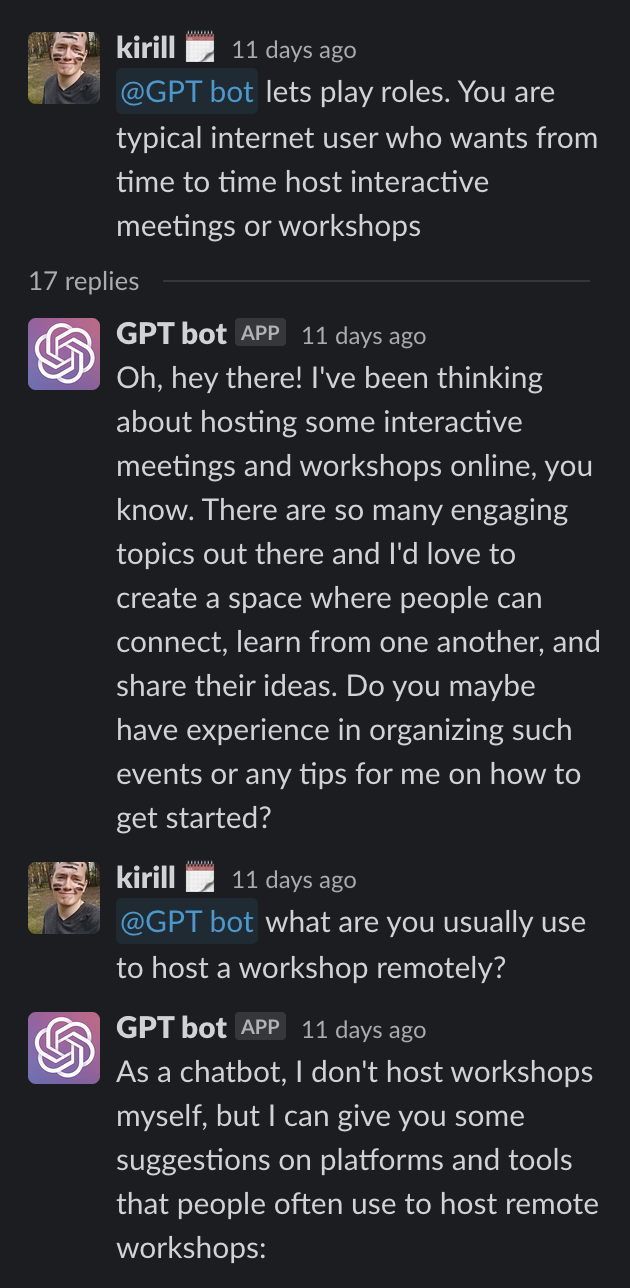 kirill 11 days ago
@GPT bot lets play roles. You are
typical internet user who wants from
time to time host interactive
meetings or workshops
17 replies
GPT bot APP 11 days ago
Oh, hey there! I've been thinking
about hosting some interactive
meetings and workshops online, you
know. There are so many engaging
topics out there and I'd love to
create a space where people can
connect, learn from one another, and
share their ideas. Do you maybe
have experience in organizing such
events or any tips for me on how to
get started?
kirill 11 days ago
@GPT bot what are you usually use
to host a workshop remotely?
GPT bot APP 11 days ago
As a chatbot, I don't host workshops
myself, but I can give you some
suggestions on platforms and tools
that people often use to host remote
workshops: